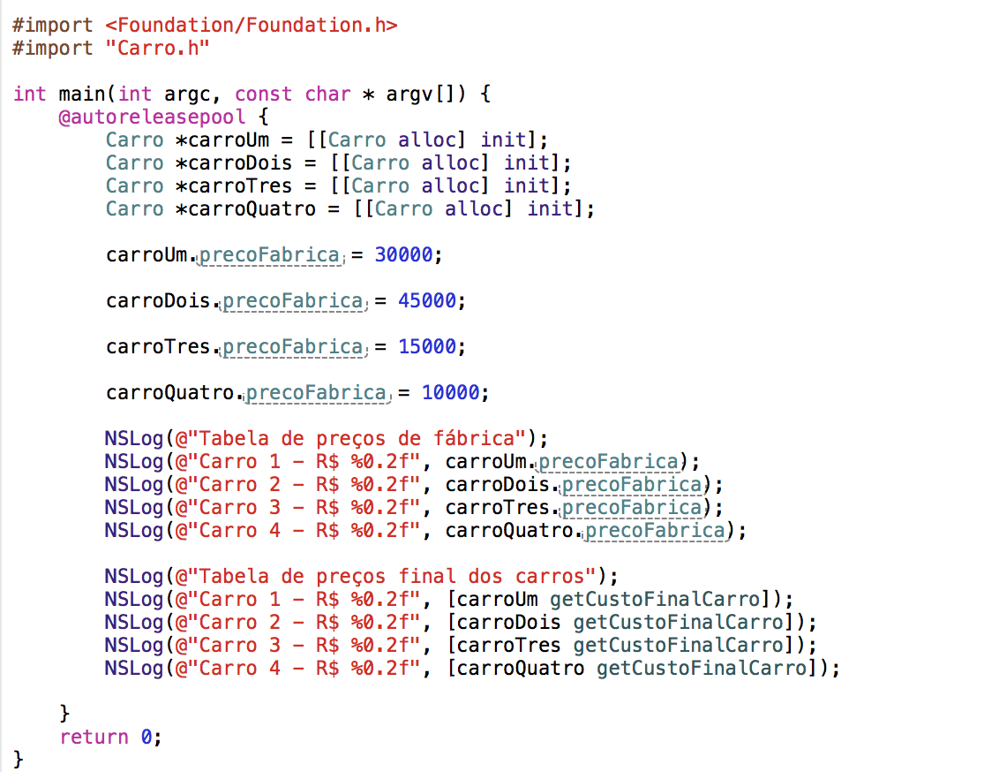 #import <Foundation/Foundation.h>
#import "Carro.h"

int main(int argc, const char * argv[]) {
    @autoreleasepool {
        Carro *carroUm = [[Carro alloc] init];
        Carro *carroDois = [[Carro alloc] init];
        Carro *carroTres = [[Carro alloc] init];
        Carro *carroQuatro = [[Carro alloc] init];

        carroUm.precoFabrica = 30000;

        carroDois.precoFabrica = 45000;

        carroTres.precoFabrica = 15000;

        carroQuatro.precoFabrica = 10000;

        NSLog(@"Tabela de preços de fábrica");
        NSLog(@"Carro 1 - R$ %0.2f", carroUm.precoFabrica);
        NSLog(@"Carro 2 - R$ %0.2f", carroDois.precoFabrica);
        NSLog(@"Carro 3 - R$ %0.2f", carroTres.precoFabrica);
        NSLog(@"Carro 4 - R$ %0.2f", carroQuatro.precoFabrica);

        NSLog(@"Tabela de preços final dos carros");
        NSLog(@"Carro 1 - R$ %0.2f", [carroUm getCustoFinalCarro]);
        NSLog(@"Carro 2 - R$ %0.2f", [carroDois getCustoFinalCarro]);
        NSLog(@"Carro 3 - R$ %0.2f", [carroTres getCustoFinalCarro]);
        NSLog(@"Carro 4 - R$ %0.2f", [carroQuatro getCustoFinalCarro]);

    }
    return 0;
}